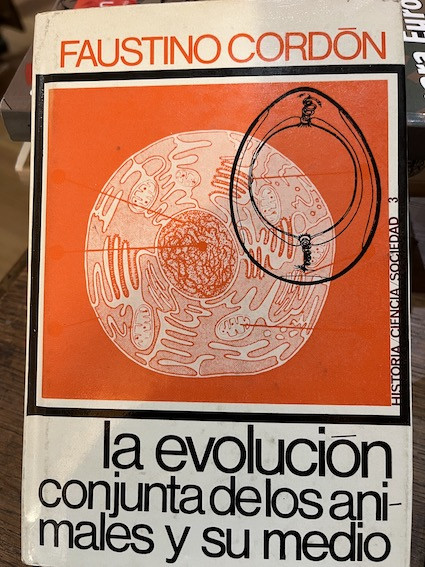 FAUSTINO CORDÓN
HISTORIA/CIENCIA/SOCIEDAD 3
la evolución
conjunta de los ani-
males y su medio